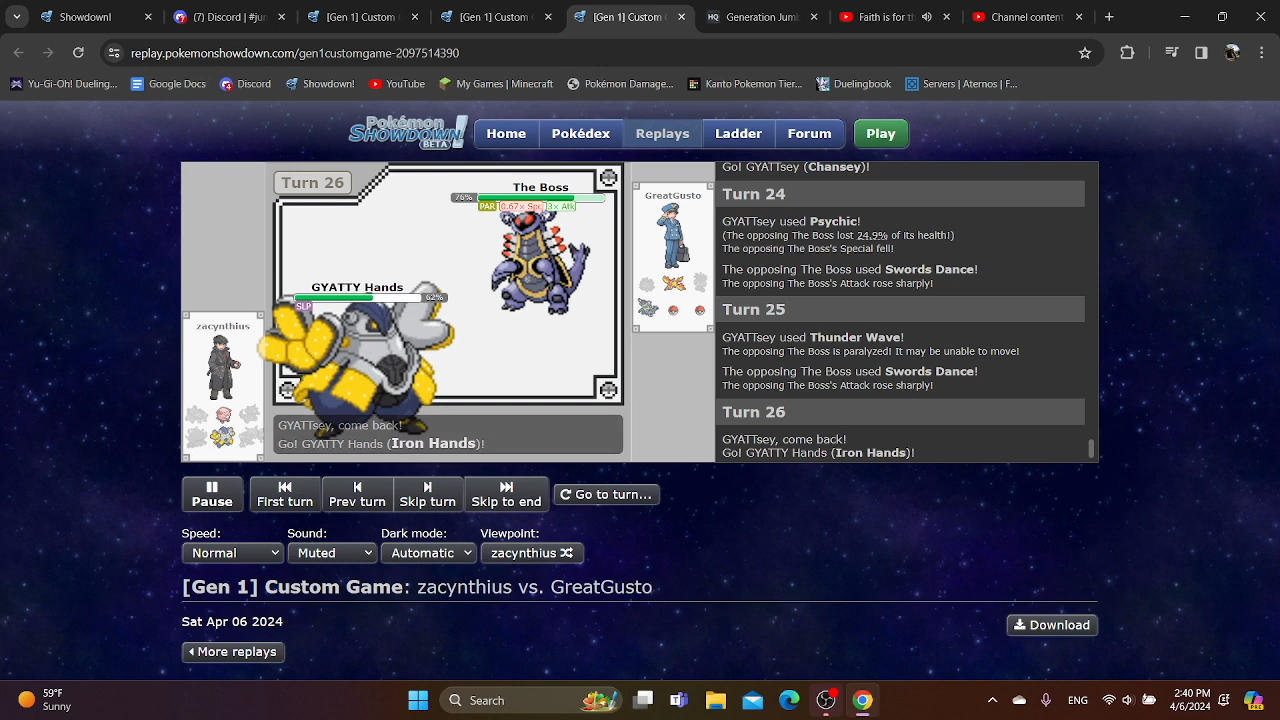 Showdown
(7) Discord | #jun
[Gen 1] Custom
[Gen 1] Custom
[Gen 1] Custom
Generation Jumb
Faith is for th
Channel content
replay.pokemonshowdown.com/gen1customgame-2097514390
Yu-Gi-Oh! Dueling...
Google Docs
Discord
Showdown!
YouTube
My Games | Minecraft
Pokémon Damage...
Kanto Pokemon Tier...
Duelingbook
Servers | Aternos | F...
Pokémon SHOWDOWN! BETA
Home
Pokédex
Replays
Ladder
Forum
Play
Turn 26
The Boss
76%
PAR 0.67× Spc 3× Atk
GYATTY Hands
62%
SLP
GreatGusto
zacynthius
GYATTsey, come back!
Go! GYATTY Hands (Iron Hands)!
Go! GYATTsey (Chansey)!
Turn 24
GYATTsey used Psychic!
(The opposing The Boss lost 24.9% of its health!)
The opposing The Boss's Special fell!
The opposing The Boss used Swords Dance!
The opposing The Boss's Attack rose sharply!
Turn 25
GYATTsey used Thunder Wave!
The opposing The Boss is paralyzed! It may be unable to move!
The opposing The Boss used Swords Dance!
The opposing The Boss's Attack rose sharply!
Turn 26
GYATTsey, come back!
Go! GYATTY Hands (Iron Hands)!
Pause
First turn
Prev turn
Skip turn
Skip to end
Go to turn...
Speed:
Sound:
Dark mode:
Viewpoint:
Normal
Muted
Automatic
zacynthius
[Gen 1] Custom Game: zacynthius vs. GreatGusto
Sat Apr 06 2024
Download
More replays
59°F
Sunny
Search
ENG
2:40 PM
4/6/2024
PRE